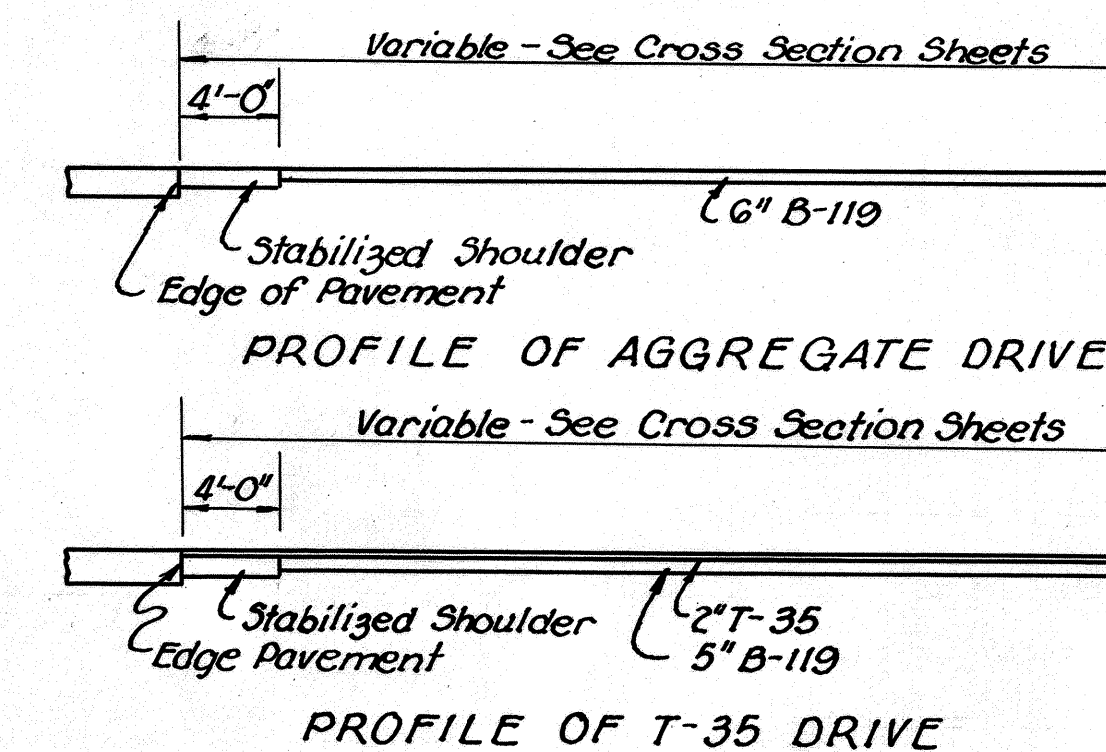 Variable - See Cross Section Sheets
4'-0"
6" B-119
Stabilized Shoulder
Edge of Pavement
PROFILE OF AGGREGATE DRIVE
Variable - See Cross Section Sheets
4'-0"
Stabilized Shoulder
2" T-35
Edge Pavement
5" B-119
PROFILE OF T-35 DRIVE